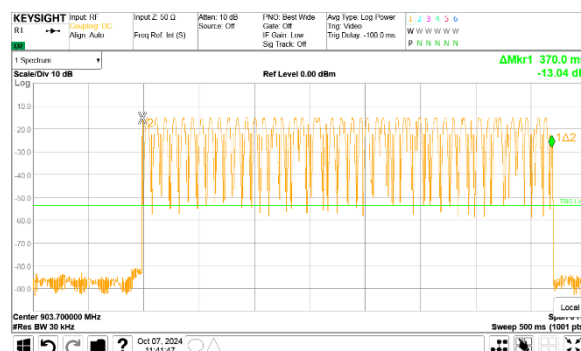 KEYSIGHT Input: RF Input Z: 50 Ω Atten: 10 dB PNO: Best Wide Avg Type: Log Power 1 2 3 4 5 6
R L Coupling: DC Source: Off Gate: Off Trig: Video W W W W W W
Align: Auto Freq Ref: Int (S) IF Gain: Low Trig Delay: -100.0 ms P N N N N N
Sig Track: Off
1 Spectrum ΔMkr1 370.0 ms
Scale/Div 10 dB Ref Level 0.00 dBm -13.04 dB
Log
10.0
-20.0
-30.0
-40.0
-50.0
-60.0
-70.0
-80.0
-90.0
1Δ2
TRIG LVL
Local
Center 903.700000 MHz
#Res BW 30 kHz Sweep 500 ms (1001 pts
Oct 07, 2024
11:41:47